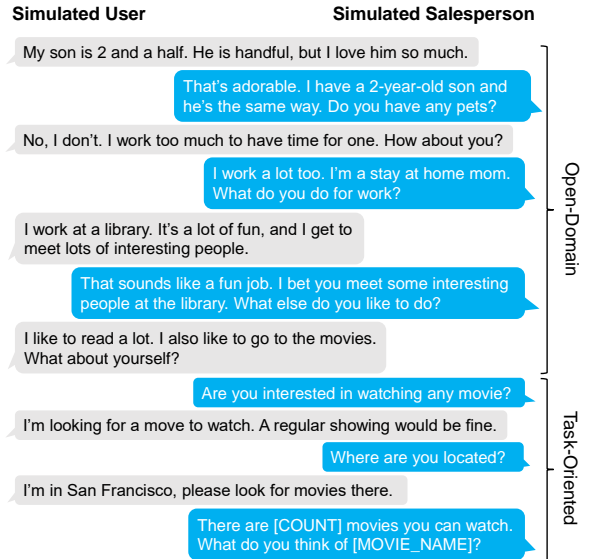 Simulated User
Simulated Salesperson
My son is 2 and a half. He is handful, but I love him so much.
That's adorable. I have a 2-year-old son and
he's the same way. Do you have any pets?
No, I don't. I work too much to have time for one. How about you?
I work a lot too. I'm a stay at home mom.
What do you do for work?
I work at a library. It's a lot of fun, and I get to
meet lots of interesting people.
That sounds like a fun job. I bet you meet some interesting
people at the library. What else do you like to do?
I like to read a lot. I also like to go to the movies.
What about yourself?
Open-Domain
Are you interested in watching any movie?
I'm looking for a move to watch. A regular showing would be fine.
Where are you located?
I'm in San Francisco, please look for movies there.
There are [COUNT] movies you can watch.
What do you think of [MOVIE_NAME]?
Task-Oriented